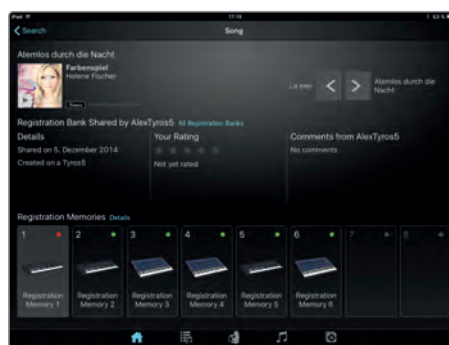 iPad
17:18
63 %
Search
Song
Atemlos durch die Nacht
Farbenspiel
Helene Fischer
La mer
Atemlos durch die
Nacht
Registration Bank Shared by AlexTyros5 All Registration Banks
Details
Your Rating
Comments from AlexTyros5
Shared on 5. Dezember 2014
No comments
Created on a Tyros5
Not yet rated
Registration Memories Details
1 2 3 4 5 6 7 8
Registration Memory 1
Registration Memory 2
Registration Memory 3
Registration Memory 4
Registration Memory 5
Registration Memory 6